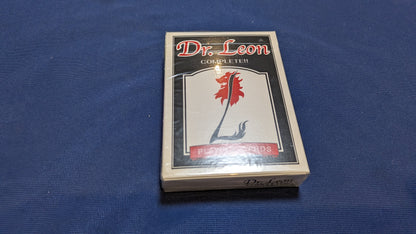 Dr. Leon
COMPLETE!!
PLAYING CARDS
Dr. Leon